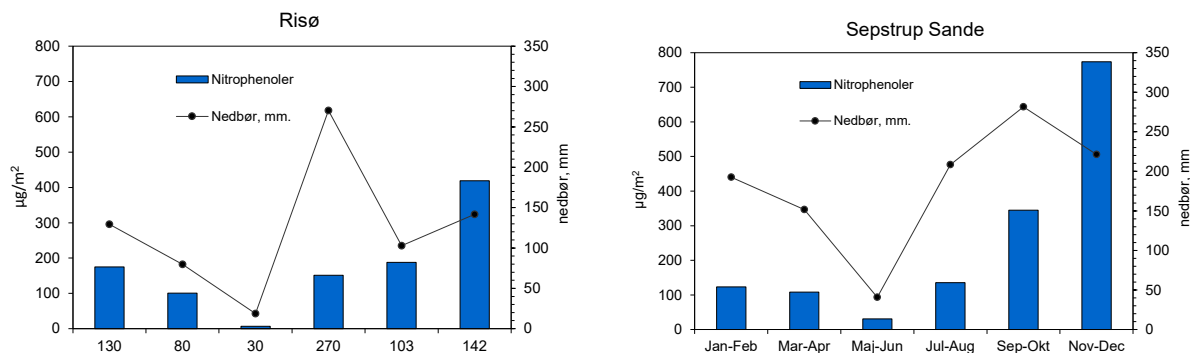 Risø
800
700
600
500
400
300
200
100
0
µg/m²
350
300
250
200
150
100
50
0
nedbør, mm
Nitrophenoler
Nedbør, mm.
130 80 30 270 103 142
Sepstrup Sande
800
700
600
500
400
300
200
100
0
µg/m²
350
300
250
200
150
100
50
0
nedbør, mm
Nitrophenoler
Nedbør, mm.
Jan-Feb Mar-Apr Maj-Jun Jul-Aug Sep-Okt Nov-Dec